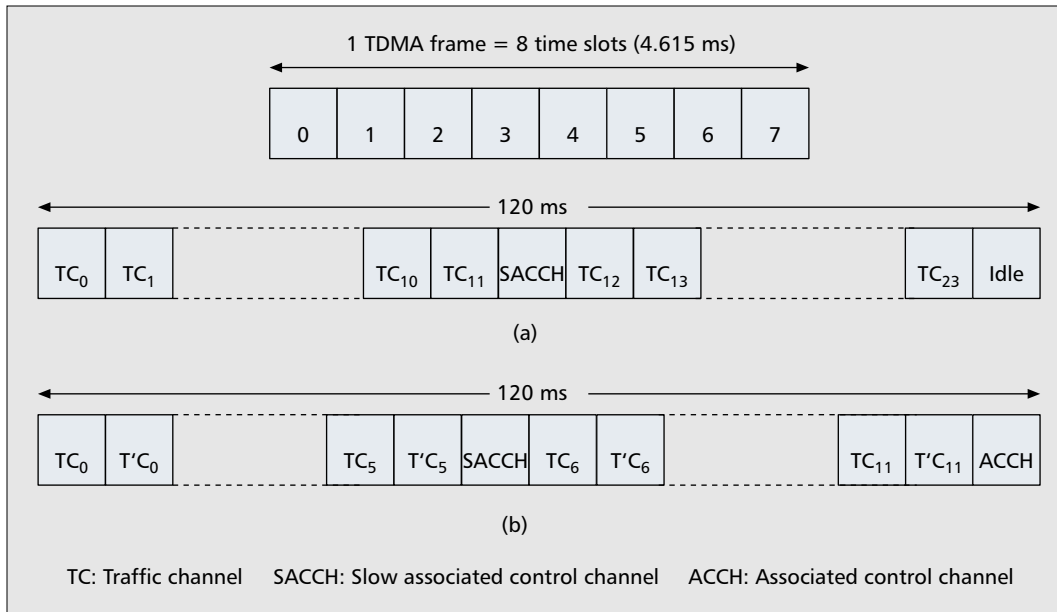 1 TDMA frame = 8 time slots (4.615 ms)
0 1 2 3 4 5 6 7
120 ms
TC₀ TC₁ TC₁₀ TC₁₁ SACCH TC₁₂ TC₁₃ TC₂₃ Idle
(a)
120 ms
TC₀ T‘C₀ TC₅ T‘C₅ SACCH TC₆ T‘C₆ TC₁₁ T‘C₁₁ ACCH
(b)
TC: Traffic channel SACCH: Slow associated control channel ACCH: Associated control channel